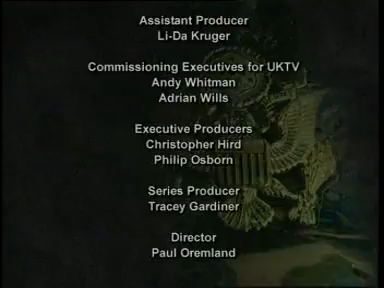 Assistant Producer
Li-Da Kruger
Commissioning Executives for UKTV
Andy Whitman
Adrian Wills
Executive Producers
Christopher Hird
Philip Osborn
Series Producer
Tracey Gardiner
Director
Paul Oremland